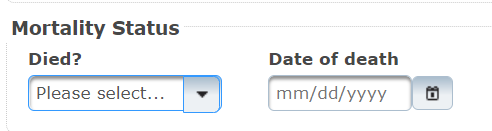 Mortality Status
Died? Date of death
Please select... mm/dd/yyyy